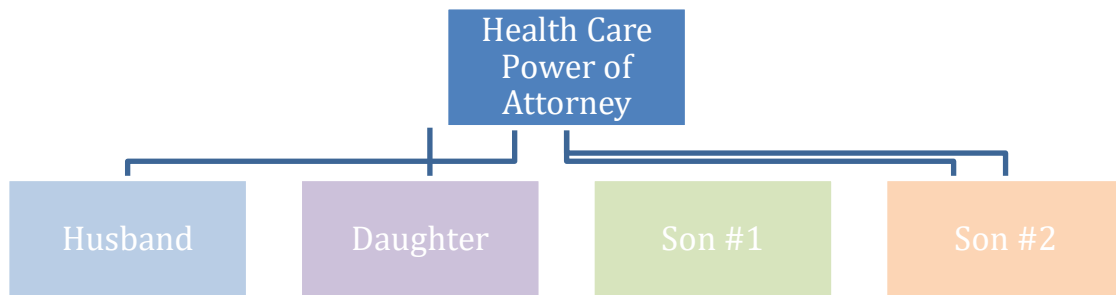 Health Care
Power of
Attorney
Husband
Daughter
Son #1
Son #2